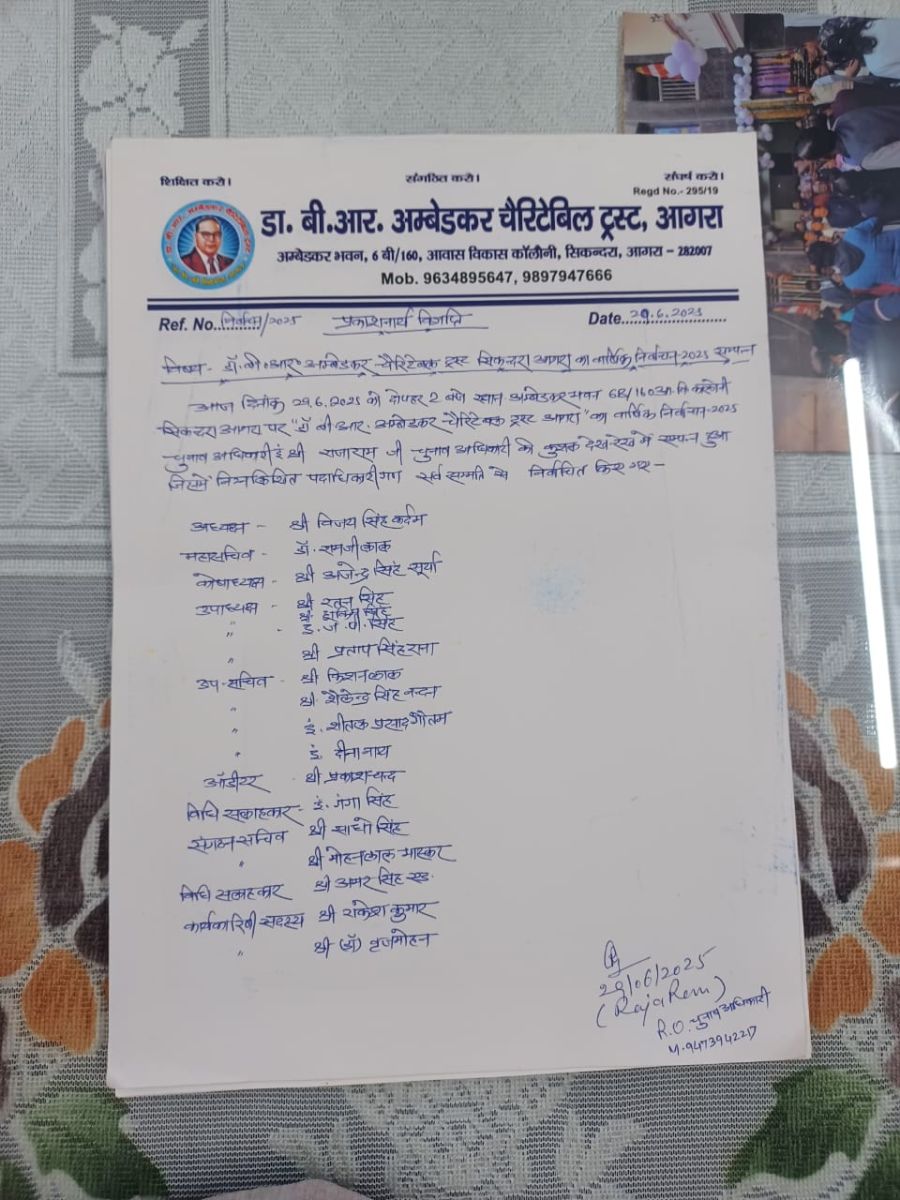 शिक्षित करो।
संगठित करो।
संघर्ष करो।
Regd No.- 295/19
डा. बी.आर. अम्बेडकर चैरिटेबिल ट्रस्ट, आगरा
अम्बेडकर भवन, 6 बी/160, आवास विकास कॉलौनी, सिकन्दरा, आगरा - 282007
Mob. 9634895647, 9897947666
Ref. No. निर्वाचन/2025 प्रकाशनार्थ विज्ञप्ति Date. 29.6.2025
विषय - डॉ. बी.आर. अम्बेडकर चैरिटेबल ट्रस्ट सिकन्दरा आगरा का वार्षिक निर्वाचन-2025 सम्पन्न
आज दिनांक 29.6.2025 को दोपहर 2 बजे स्थान अम्बेडकर भवन 6B/160आ. वि. कालोनी
सिकन्दरा आगरा पर "डॉ बी.आर. अम्बेडकर चैरिटेबल ट्रस्ट आगरा" का वार्षिक निर्वाचन-2025
चुनाव अधिकारी इं श्री राजाराम जी चुनाव अधिकारी की कुशल देख रेख में सम्पन्न हुआ
जिसमें निम्नलिखित पदाधिकारीगण सर्व सम्मति से निर्वाचित किए गए -
अध्यक्ष - श्री विजय सिंह कर्दम
महासचिव - डॉ. रामजीलाल
कोषाध्यक्ष - श्री अजेन्द्र सिंह सूर्या
उपाध्यक्ष - श्री रतन सिंह
" श्री हाकिम सिंह
" - इं. जे. पी. सिंह
" श्री प्रताप सिंह राना
उप-सचिव - श्री किशनलाल
" श्री शैलेन्द्र सिंह नन्दन
" इं. शीतल प्रसाद गौतम
" इं. दीनानाथ
ऑडीटर - श्री प्रकाश चन्द
विधि सलाहकार - इं. गंगा सिंह
संगठन सचिव श्री साधो सिंह
" श्री मोहनलाल भास्कर
विधि सलाहकार श्री अमर सिंह एड.
कार्यकारिणी सदस्य श्री राकेश कुमार
" श्री (डॉ) बृजमोहन
29/06/2025
(Raja Ram)
R.O. चुनाव अधिकारी
M.9473942217